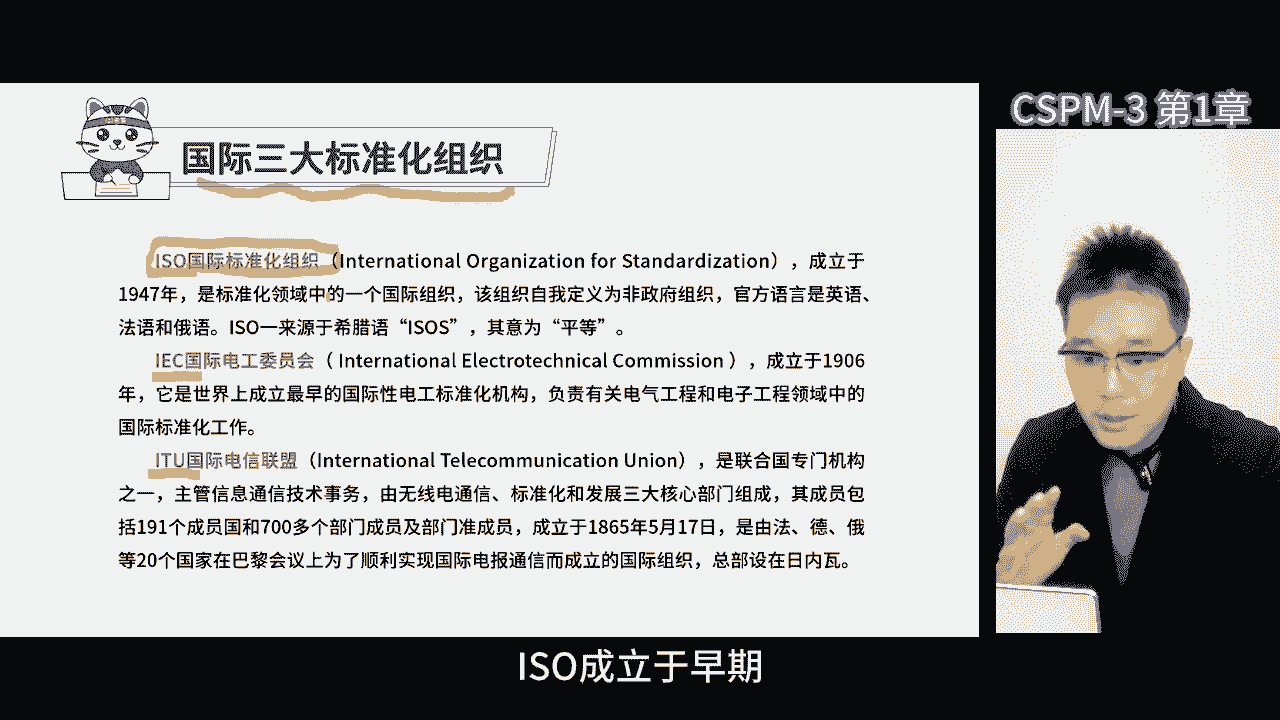 CSPM-3 第1章
国际三大标准化组织
ISO国际标准化组织（International Organization for Standardization），成立于
1947年，是标准化领域中的一个国际组织，该组织自我定义为非政府组织，官方语言是英语、
法语和俄语。ISO一来源于希腊语“ISOS”，其意为“平等”。
IEC国际电工委员会（ International Electrotechnical Commission ），成立于1906
年，它是世界上成立最早的国际性电工标准化机构，负责有关电气工程和电子工程领域中的
国际标准化工作。
ITU国际电信联盟（International Telecommunication Union），是联合国专门机构
之一，主管信息通信技术事务，由无线电通信、标准化和发展三大核心部门组成，其成员包
括191个成员国和700多个部门成员及部门准成员，成立于1865年5月17日，是由法、德、俄
等20个国家在巴黎会议上为了顺利实现国际电报通信而成立的国际组织，总部设在日内瓦。
ISO成立于早期